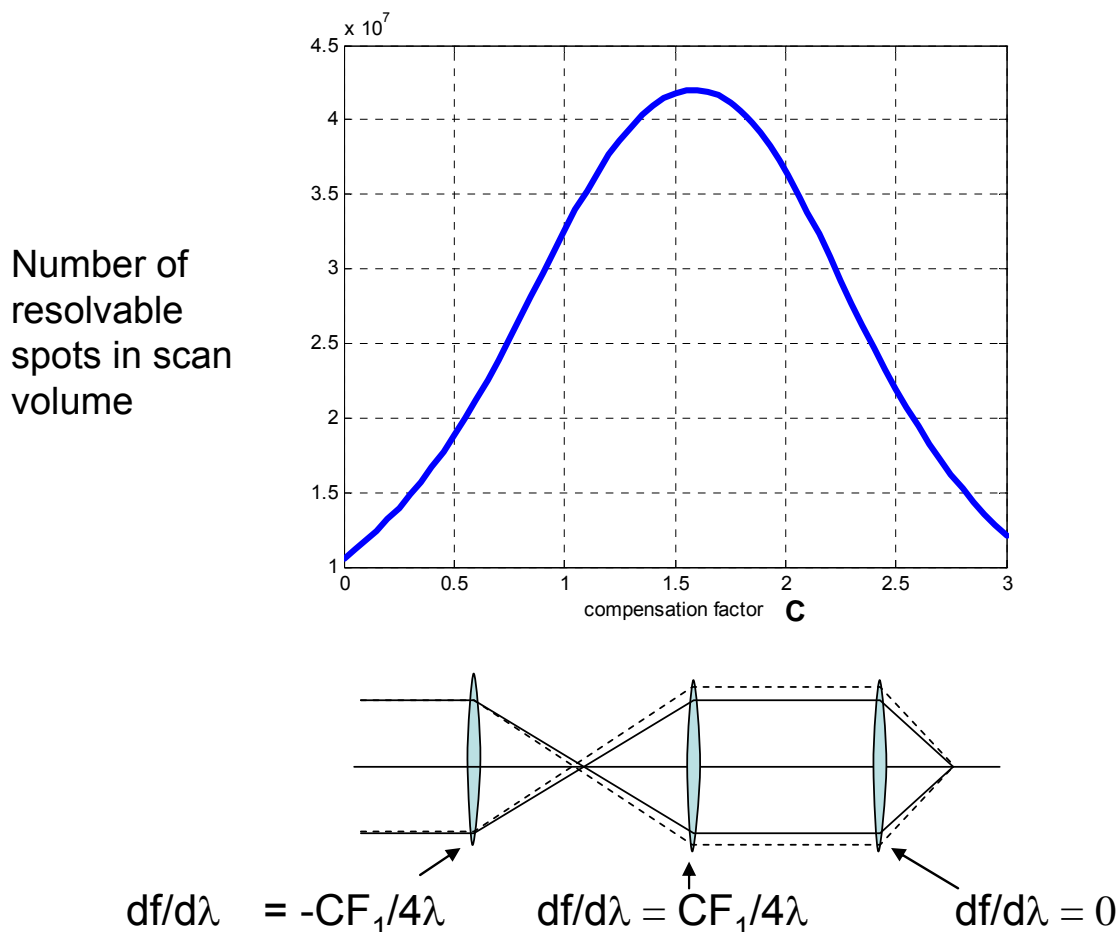 x 10^7
4.5
4
3.5
3
2.5
2
1.5
1
0 0.5 1 1.5 2 2.5 3
compensation factor C
Number of
resolvable
spots in scan
volume
df/dλ = -CF₁/4λ df/dλ = CF₁/4λ df/dλ = 0